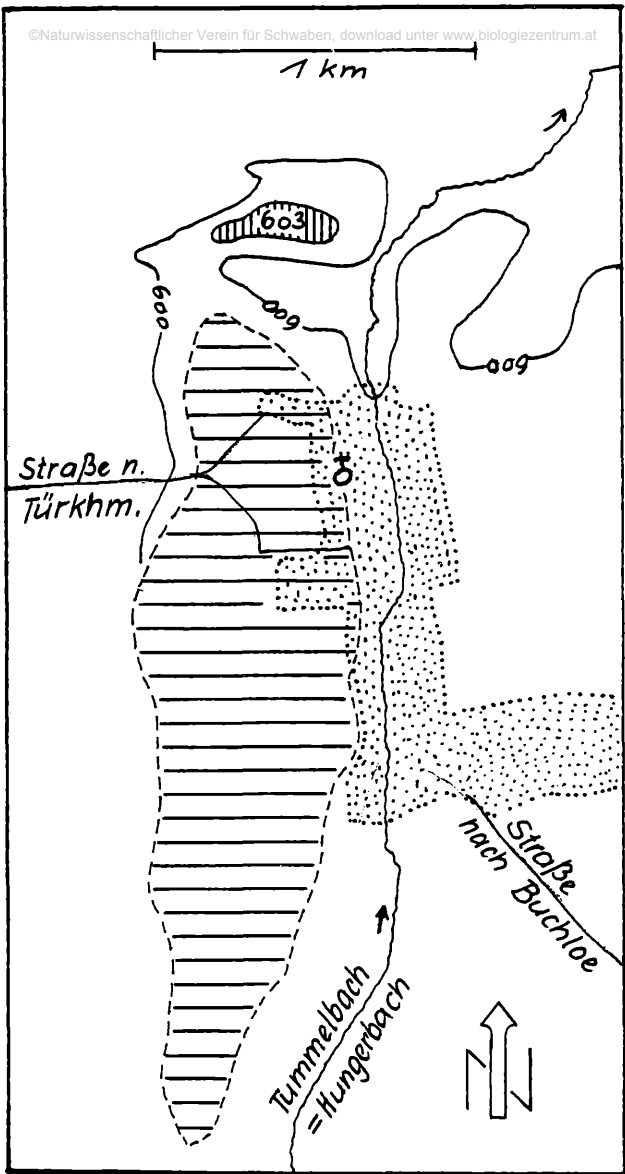 ©Naturwissenschaftlicher Verein für Schwaben, download unter www.biologiezentrum.at
1 km
603
600
600
600
Straße n.
Türkhm.
Straße
nach Buchloe
Tummelbach
=Hungerbach
N